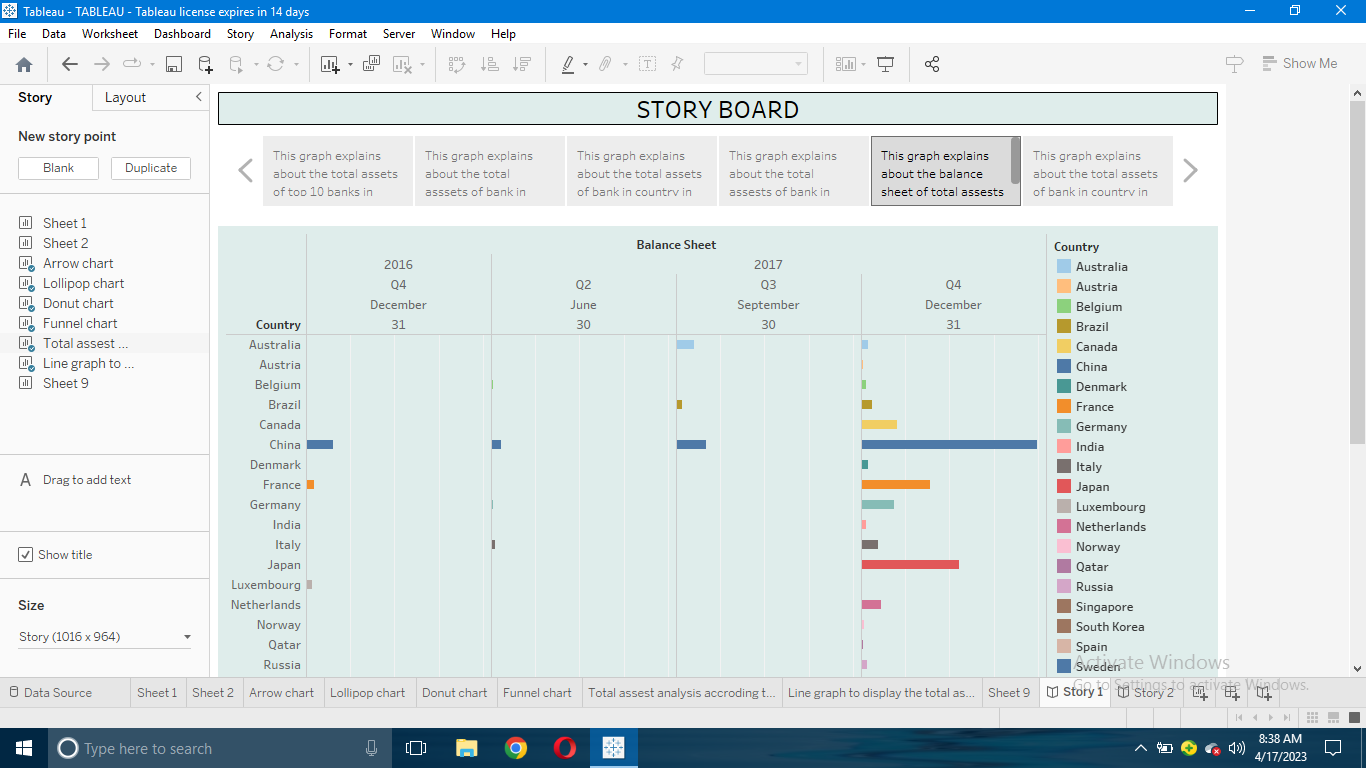 Tableau - TABLEAU - Tableau license expires in 14 days
File Data Worksheet Dashboard Story Analysis Format Server Window Help
Show Me
Story Layout
New story point
Blank Duplicate
Sheet 1
Sheet 2
Arrow chart
Lollipop chart
Donut chart
Funnel chart
Total assest ...
Line graph to ...
Sheet 9
A Drag to add text
Show title
Size
Story (1016 x 964)
STORY BOARD
This graph explains
about the total assets
of top 10 banks in
This graph explains
about the total
asssets of bank in
This graph explains
about the total assets
of bank in country in
This graph explains
about the total
assests of bank in
This graph explains
about the balance
sheet of total assests
This graph explains
about the total assets
of bank in country in
Balance Sheet
2016 2017
Q4 Q2 Q3 Q4
December June September December
Country 31 30 30 31
Australia
Austria
Belgium
Brazil
Canada
China
Denmark
France
Germany
India
Italy
Japan
Luxembourg
Netherlands
Norway
Qatar
Russia
Country
Australia
Austria
Belgium
Brazil
Canada
China
Denmark
France
Germany
India
Italy
Japan
Luxembourg
Netherlands
Norway
Qatar
Russia
Singapore
South Korea
Spain
Sweden
Activate Windows
Go to Settings to activate Windows.
Data Source Sheet 1 Sheet 2 Arrow chart Lollipop chart Donut chart Funnel chart Total assest analysis accroding t... Line graph to display the total as... Sheet 9 Story 1 Story 2
Type here to search
8:38 AM
4/17/2023